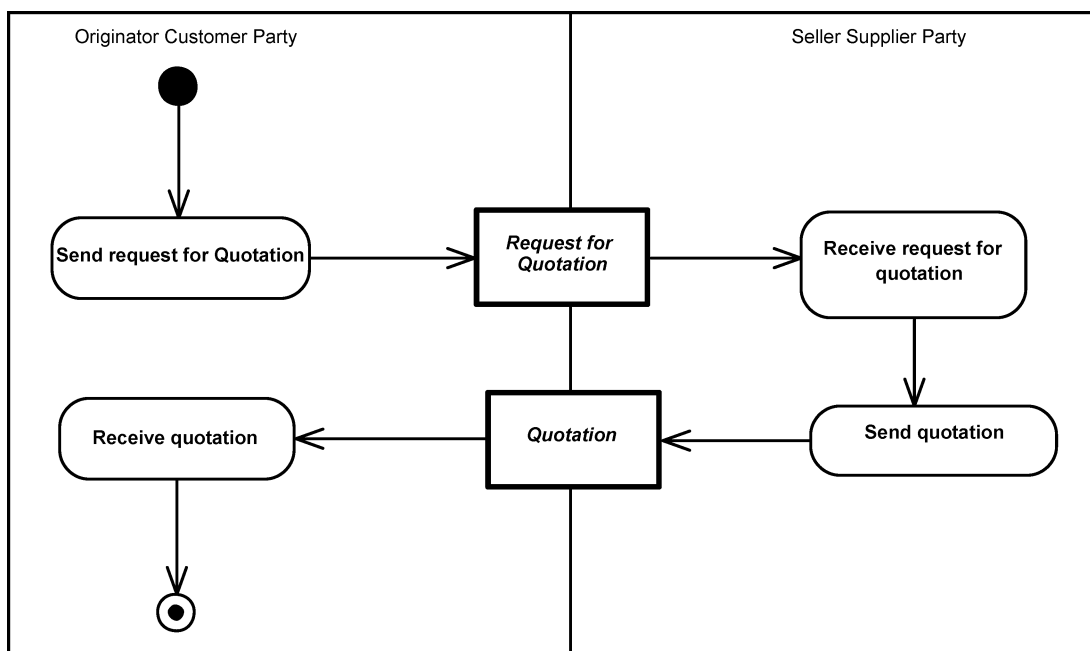 Originator Customer Party
Seller Supplier Party
Send request for Quotation
Request for
Quotation
Receive request for
quotation
Receive quotation
Quotation
Send quotation